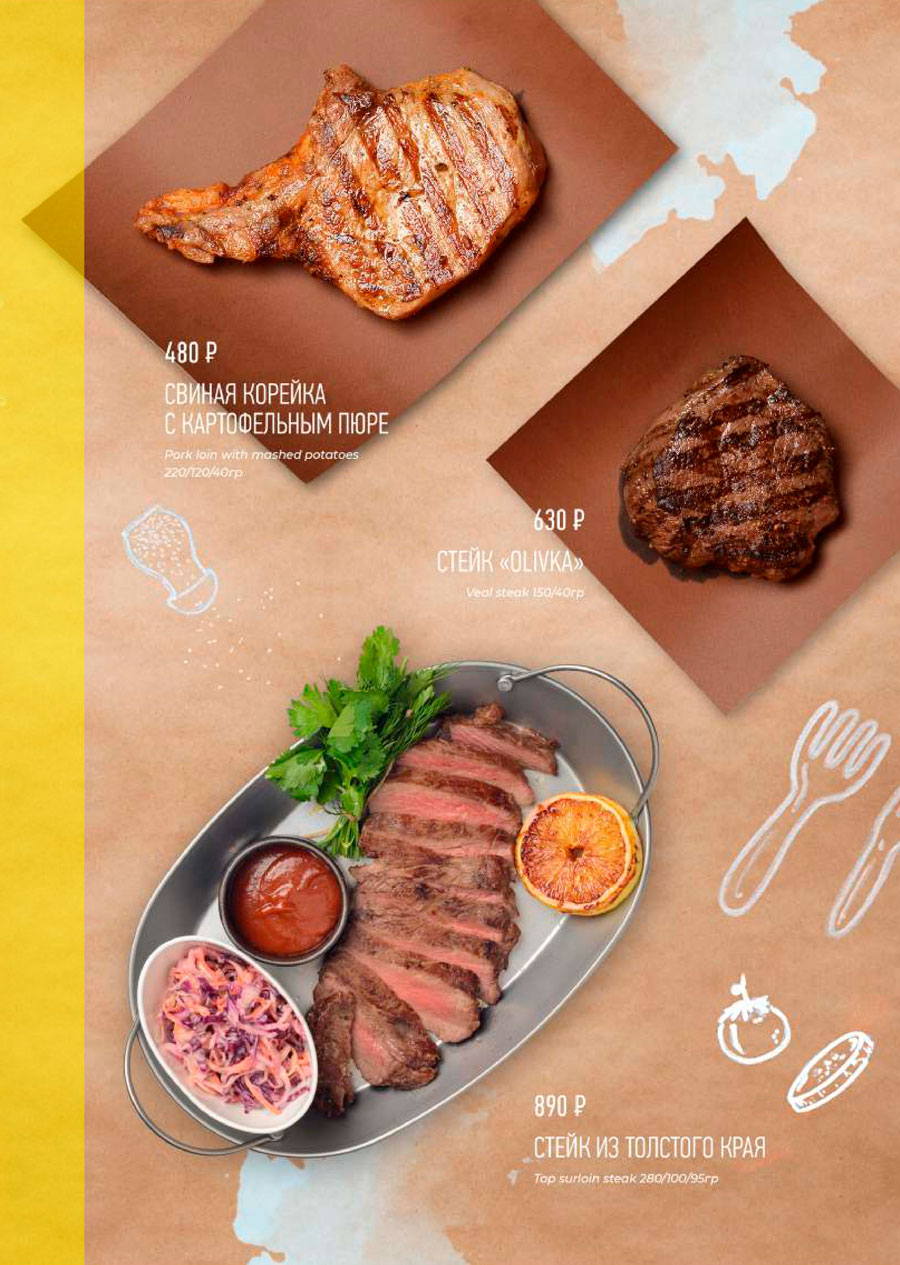 480 ₽
СВИНАЯ КОРЕЙКА
С КАРТОФЕЛЬНЫМ ПЮРЕ
Pork loin with mashed potatoes
220/120/40гр
630 ₽
СТЕЙК «OLIVKA»
Veal steak 150/40гр
890 ₽
СТЕЙК ИЗ ТОЛСТОГО КРАЯ
Top surloin steak 280/100/95гр